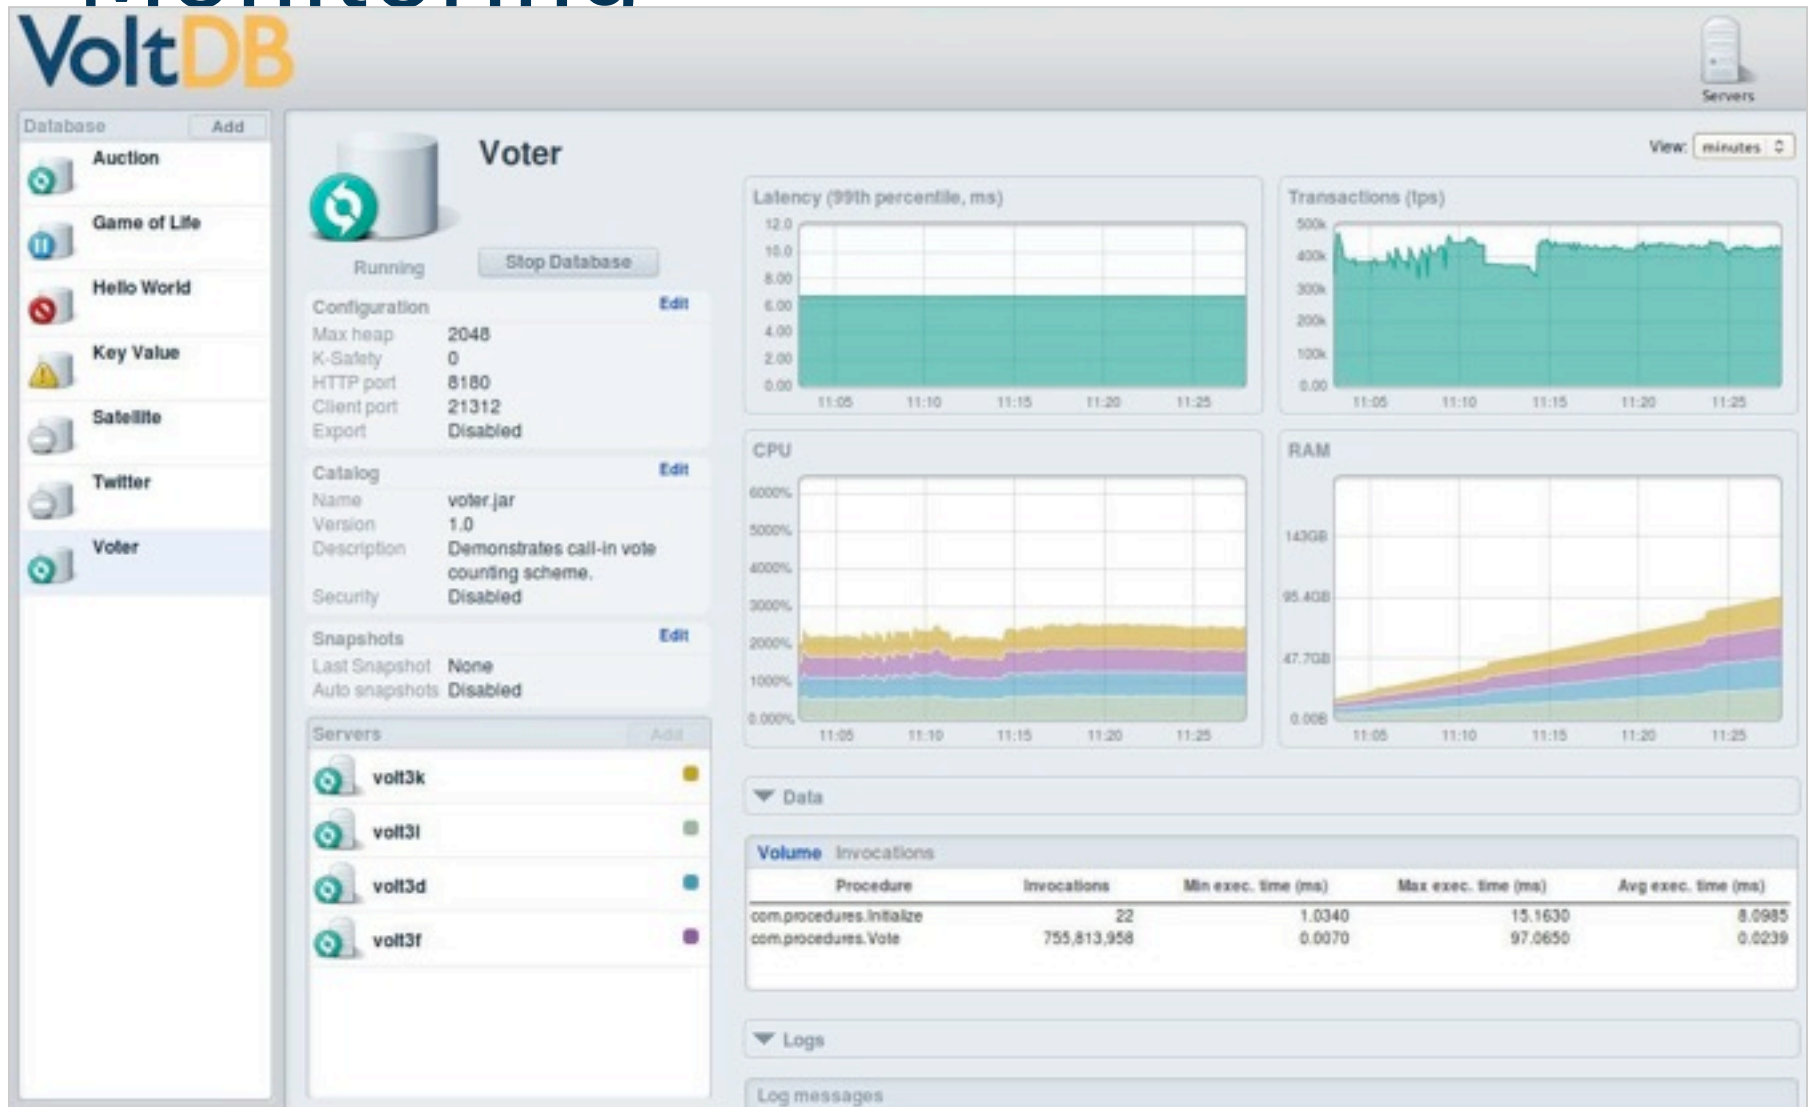 Monitoring
VoltDB
Servers
Database
Add
Auction
Game of Life
Hello World
Key Value
Satellite
Twitter
Voter
Voter
Running
Stop Database
View: minutes
Configuration Edit
Max heap 2048
K-Safety 0
HTTP port 8180
Client port 21312
Export Disabled
Catalog Edit
Name voter.jar
Version 1.0
Description Demonstrates call-in vote
counting scheme.
Security Disabled
Snapshots Edit
Last Snapshot None
Auto snapshots Disabled
Servers Add
volt3k
volt3l
volt3d
volt3f
Latency (99th percentile, ms)
12.0
10.0
8.00
6.00
4.00
2.00
0.00
11:05 11:10 11:15 11:20 11:25
Transactions (tps)
500k
400k
300k
200k
100k
0.00
11:05 11:10 11:15 11:20 11:25
CPU
6000%
5000%
4000%
3000%
2000%
1000%
0.000%
11:05 11:10 11:15 11:20 11:25
RAM
143GB
95.4GB
47.7GB
0.00B
11:05 11:10 11:15 11:20 11:25
Data
Volume Invocations
Procedure Invocations Min exec. time (ms) Max exec. time (ms) Avg exec. time (ms)
com.procedures.Initialize 22 1.0340 15.1630 8.0985
com.procedures.Vote 755,813,958 0.0070 97.0650 0.0239
Logs
Log messages